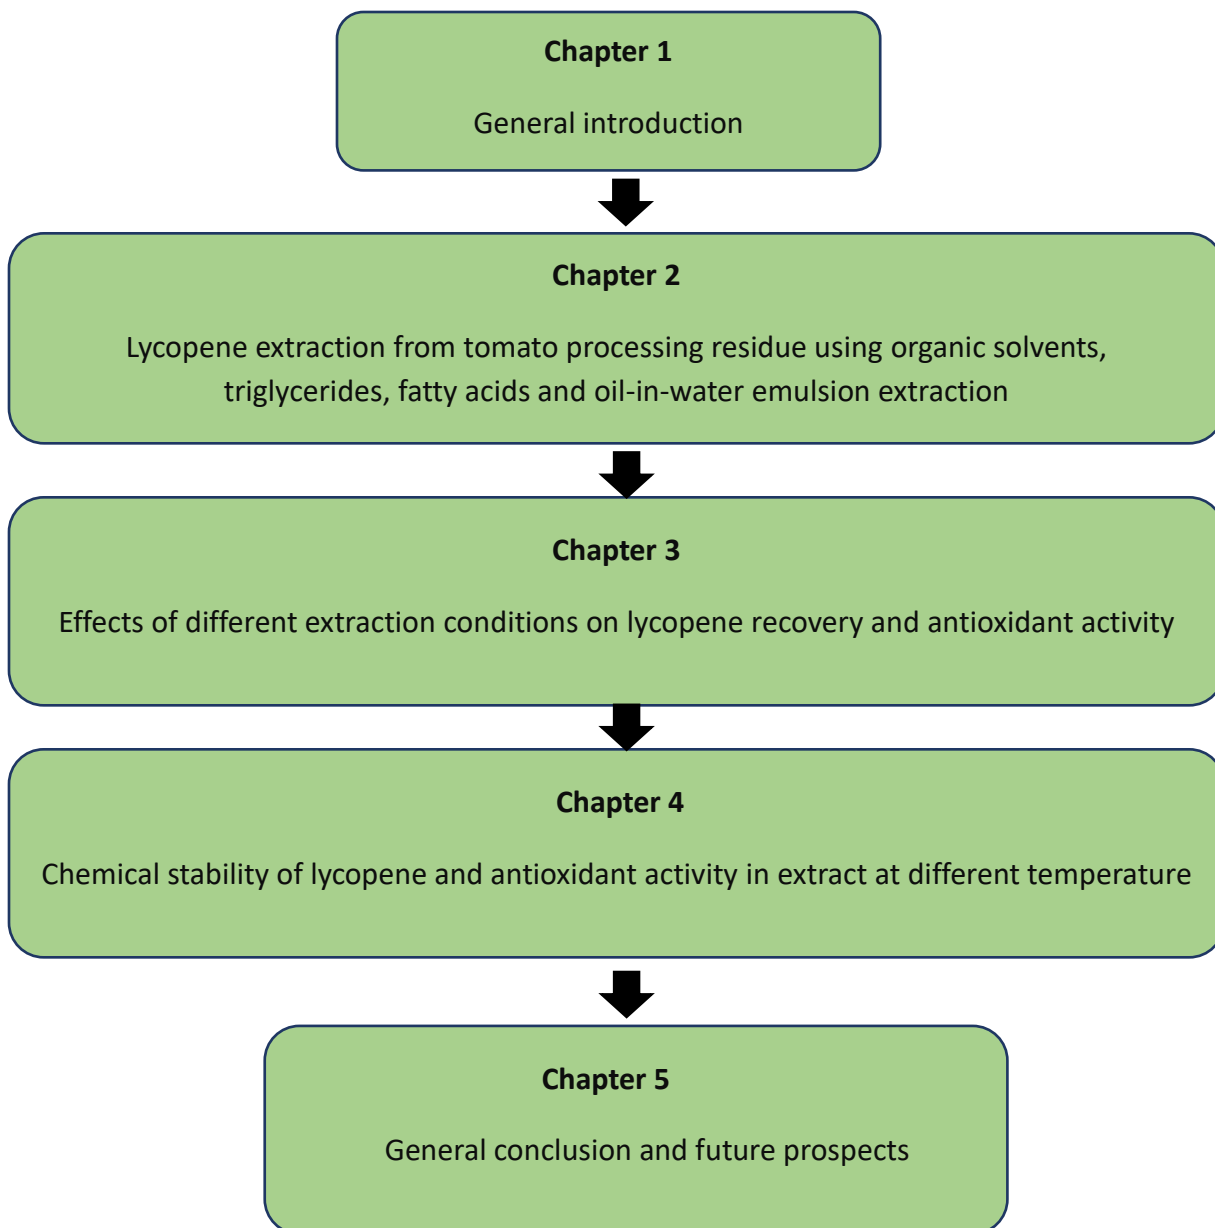 Chapter 1
General introduction
Chapter 2
Lycopene extraction from tomato processing residue using organic solvents,
triglycerides, fatty acids and oil-in-water emulsion extraction
Chapter 3
Effects of different extraction conditions on lycopene recovery and antioxidant activity
Chapter 4
Chemical stability of lycopene and antioxidant activity in extract at different temperature
Chapter 5
General conclusion and future prospects